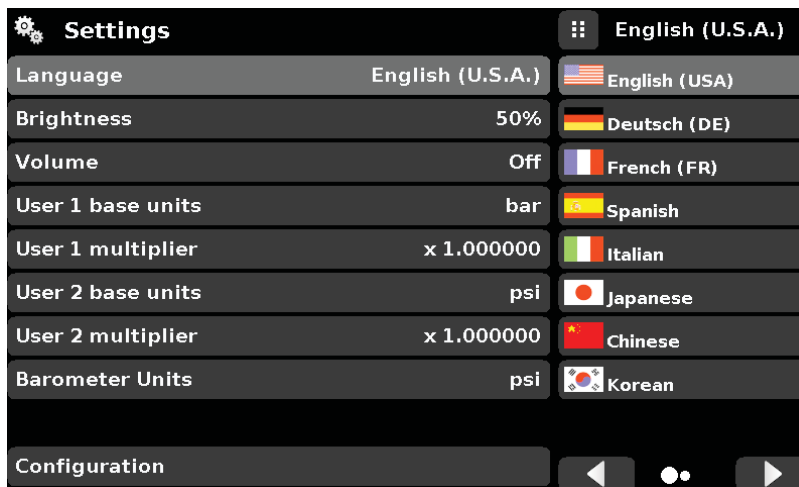 Settings
English (U.S.A.)
Language English (U.S.A.)
English (USA)
Brightness 50%
Deutsch (DE)
Volume Off
French (FR)
User 1 base units bar
Spanish
User 1 multiplier x 1.000000
Italian
User 2 base units psi
Japanese
User 2 multiplier x 1.000000
Chinese
Barometer Units psi
Korean
Configuration